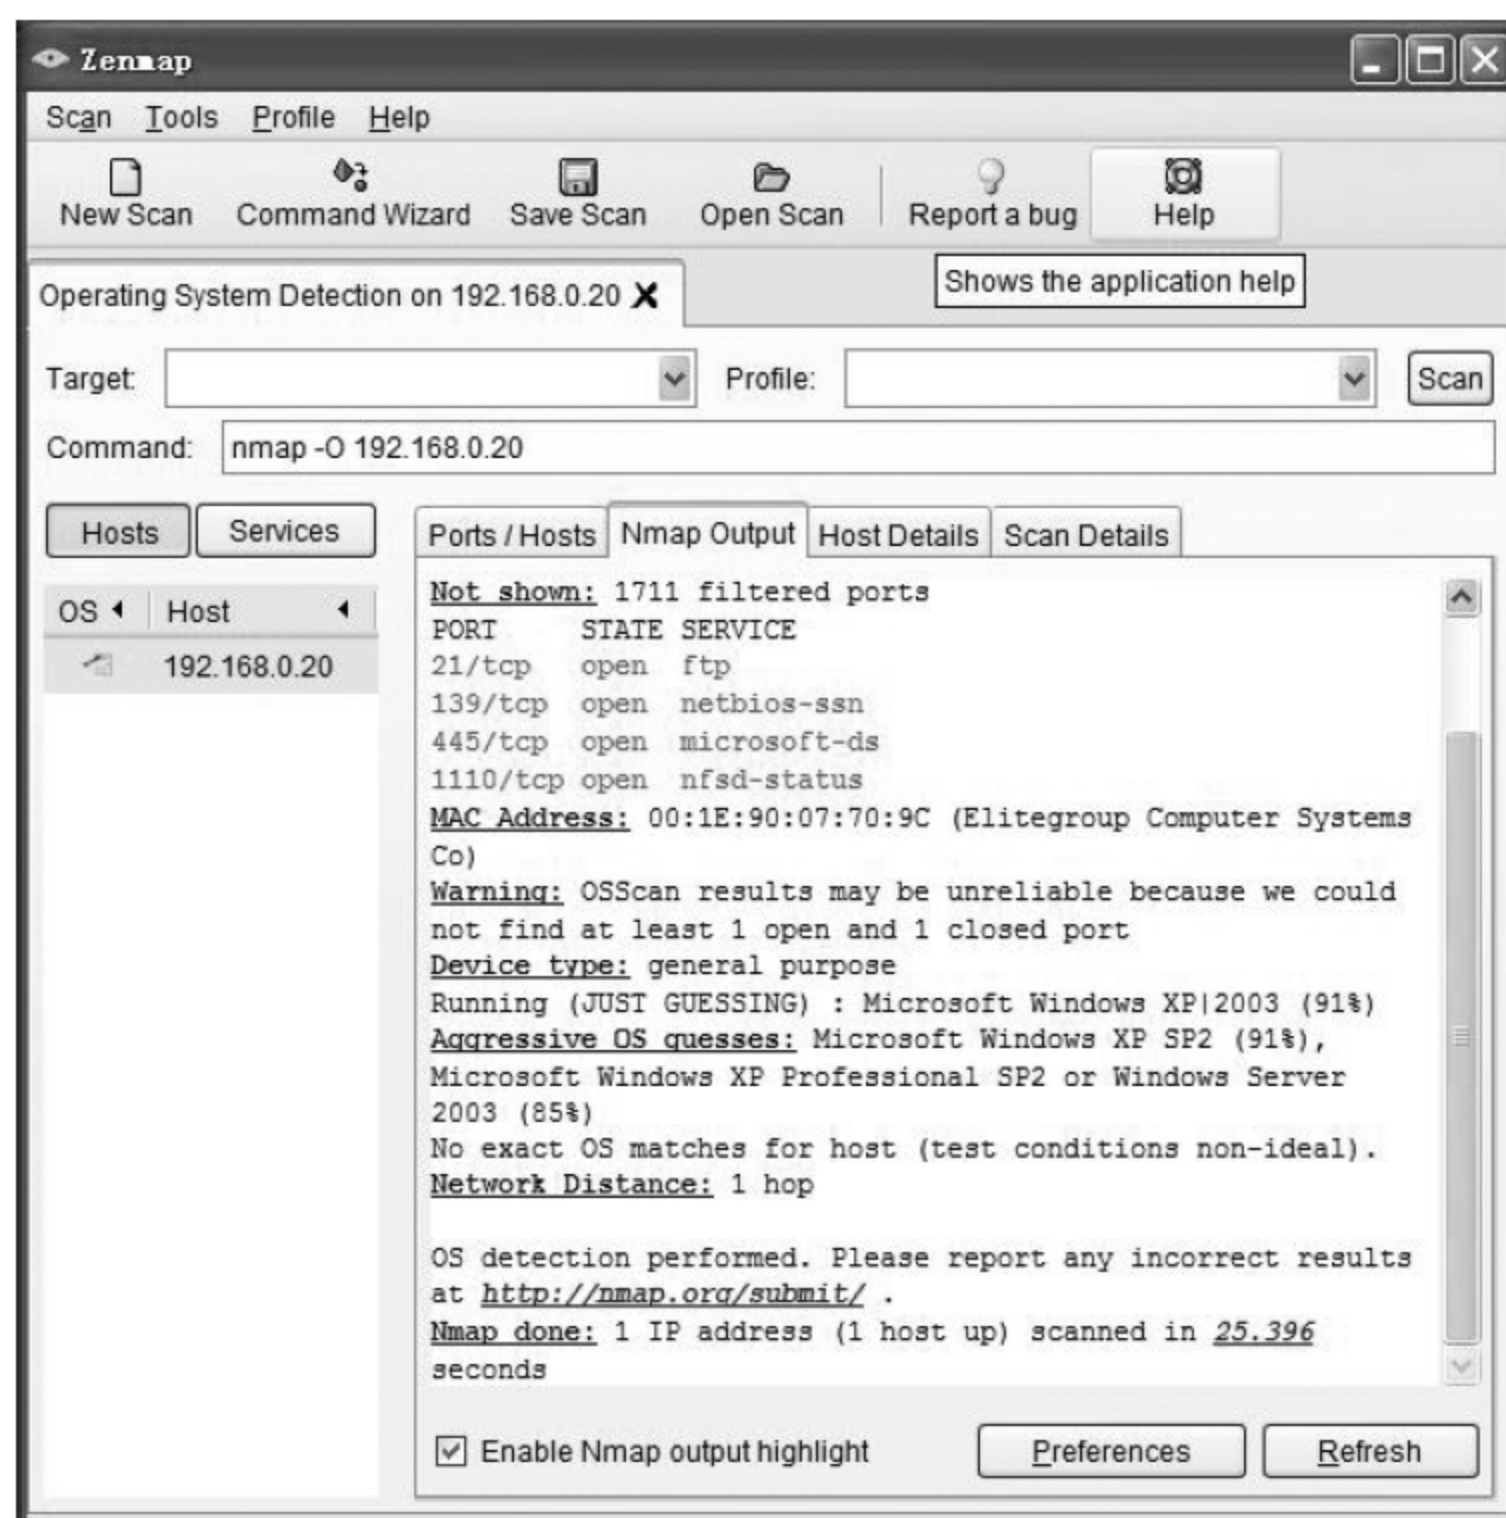 Zenmap
Scan Tools Profile Help
New Scan Command Wizard Save Scan Open Scan Report a bug Help
Operating System Detection on 192.168.0.20 X
Shows the application help
Target: Profile: Scan
Command: nmap -O 192.168.0.20
Hosts Services
Ports / Hosts Nmap Output Host Details Scan Details
OS Host
192.168.0.20
Not shown: 1711 filtered ports
PORT STATE SERVICE
21/tcp open ftp
139/tcp open netbios-ssn
445/tcp open microsoft-ds
1110/tcp open nfsd-status
MAC Address: 00:1E:90:07:70:9C (Elitegroup Computer Systems
Co)
Warning: OSScan results may be unreliable because we could
not find at least 1 open and 1 closed port
Device type: general purpose
Running (JUST GUESSING) : Microsoft Windows XP|2003 (91%)
Aggressive OS guesses: Microsoft Windows XP SP2 (91%),
Microsoft Windows XP Professional SP2 or Windows Server
2003 (85%)
No exact OS matches for host (test conditions non-ideal).
Network Distance: 1 hop
OS detection performed. Please report any incorrect results
at http://nmap.org/submit/ .
Nmap done: 1 IP address (1 host up) scanned in 25.396
seconds
Enable Nmap output highlight Preferences Refresh